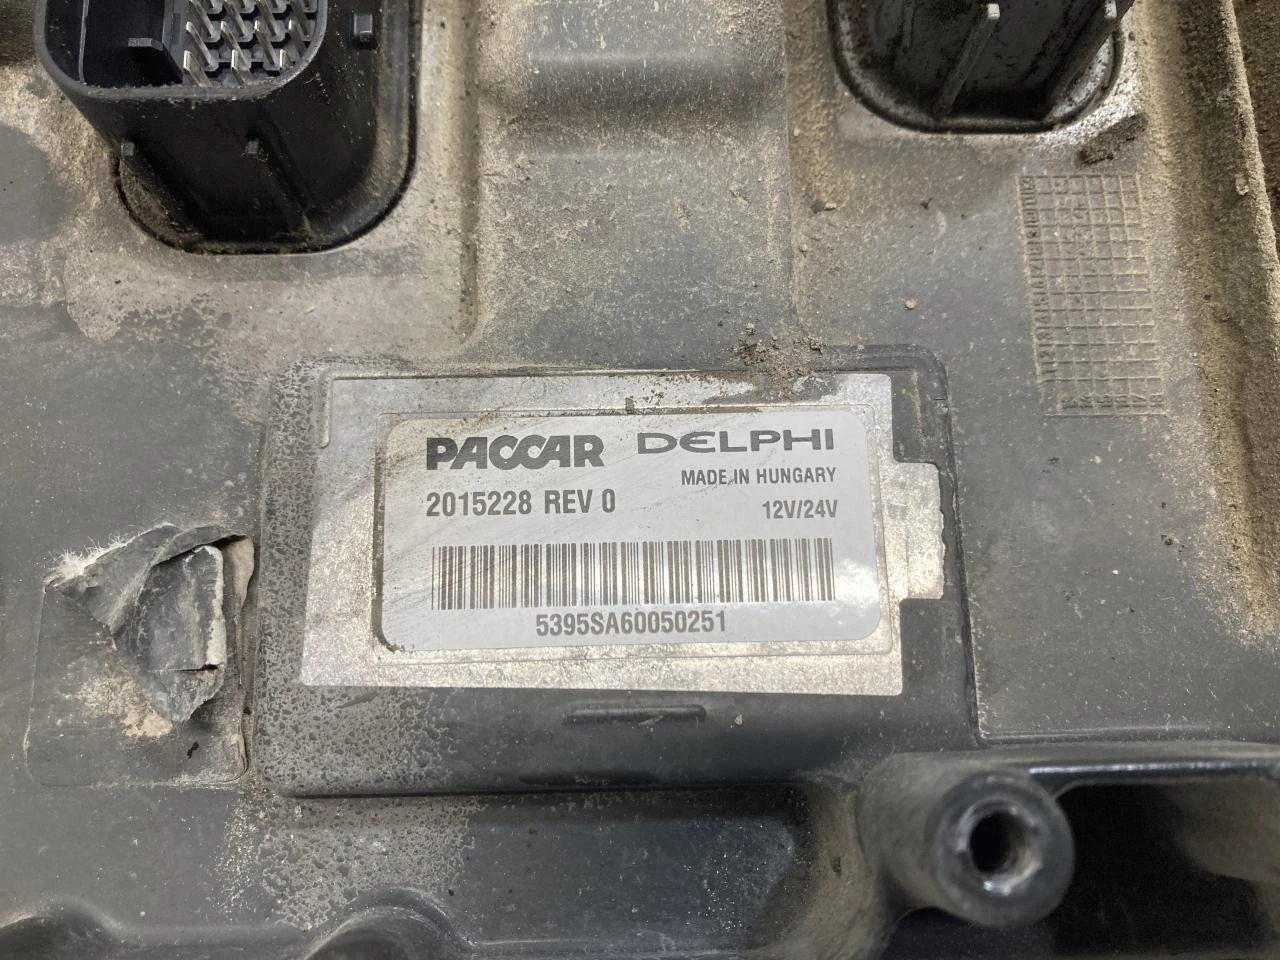 PACCAR DELPHI
MADE IN HUNGARY
2015228 REV 0
12V/24V
5395SA60050251